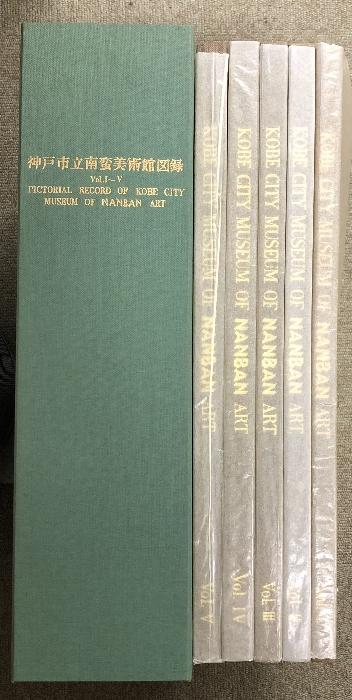 神戸市立南蛮美術館図録
Vol.I~V
PICTORIAL RECORD OF KOBE CITY
MUSEUM OF NANBAN ART
KOBE CITY MUSEUM OF NANBAN ART Vol. V
KOBE CITY MUSEUM OF NANBAN ART Vol. IV
KOBE CITY MUSEUM OF NANBAN ART Vol. III
KOBE CITY MUSEUM OF NANBAN ART
KOBE CITY MUSEUM OF NANBAN ART